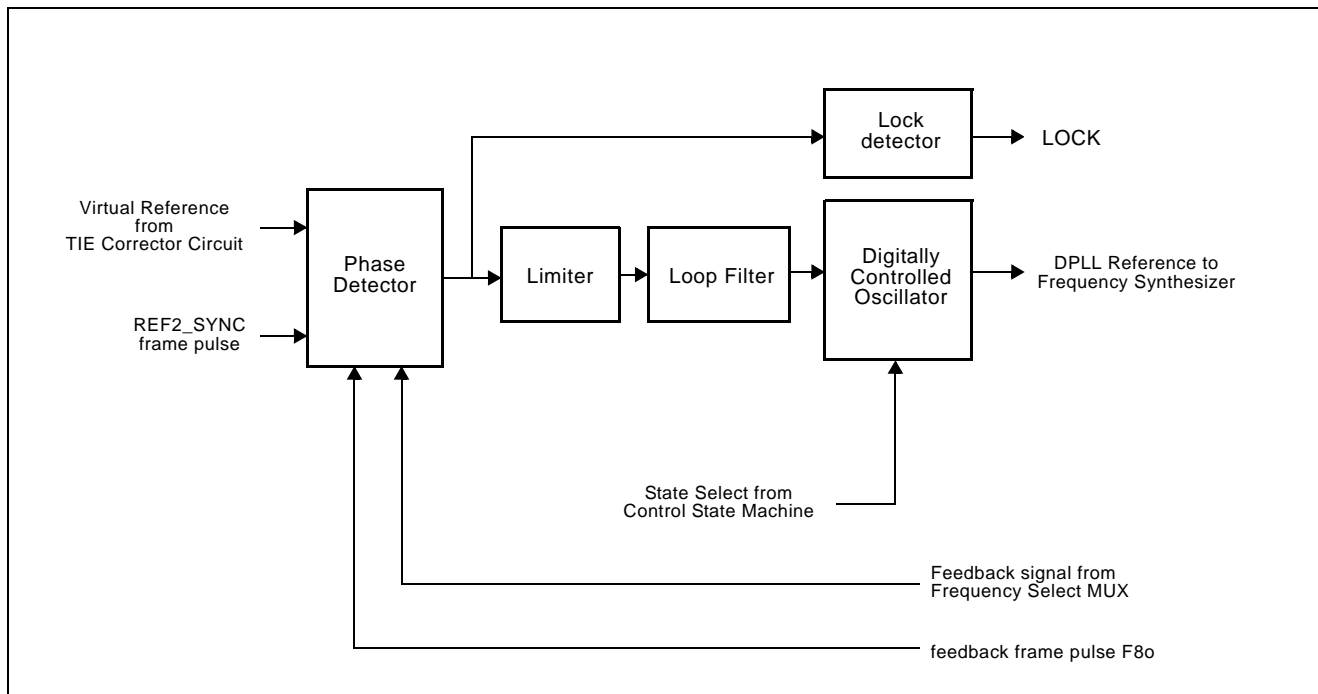 Lock
detector
LOCK
Virtual Reference
from
TIE Corrector Circuit
Phase
Detector
Limiter
Loop Filter
Digitally
Controlled
Oscillator
DPLL Reference to
Frequency Synthesizer
REF2_SYNC
frame pulse
State Select from
Control State Machine
Feedback signal from
Frequency Select MUX
feedback frame pulse F8o